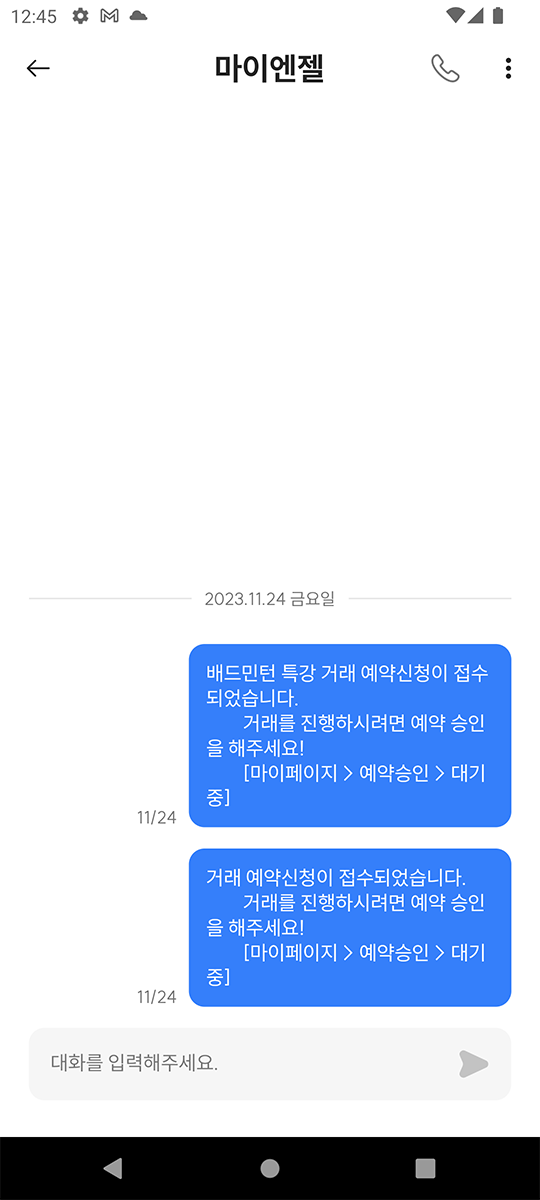 12:45
마이엔젤
2023.11.24 금요일
배드민턴 특강 거래 예약신청이 접수
되었습니다.
거래를 진행하시려면 예약 승인
을 해주세요!
[마이페이지 > 예약승인 > 대기
중]
11/24
거래 예약신청이 접수되었습니다.
거래를 진행하시려면 예약 승인
을 해주세요!
[마이페이지 > 예약승인 > 대기
중]
11/24
대화를 입력해주세요.